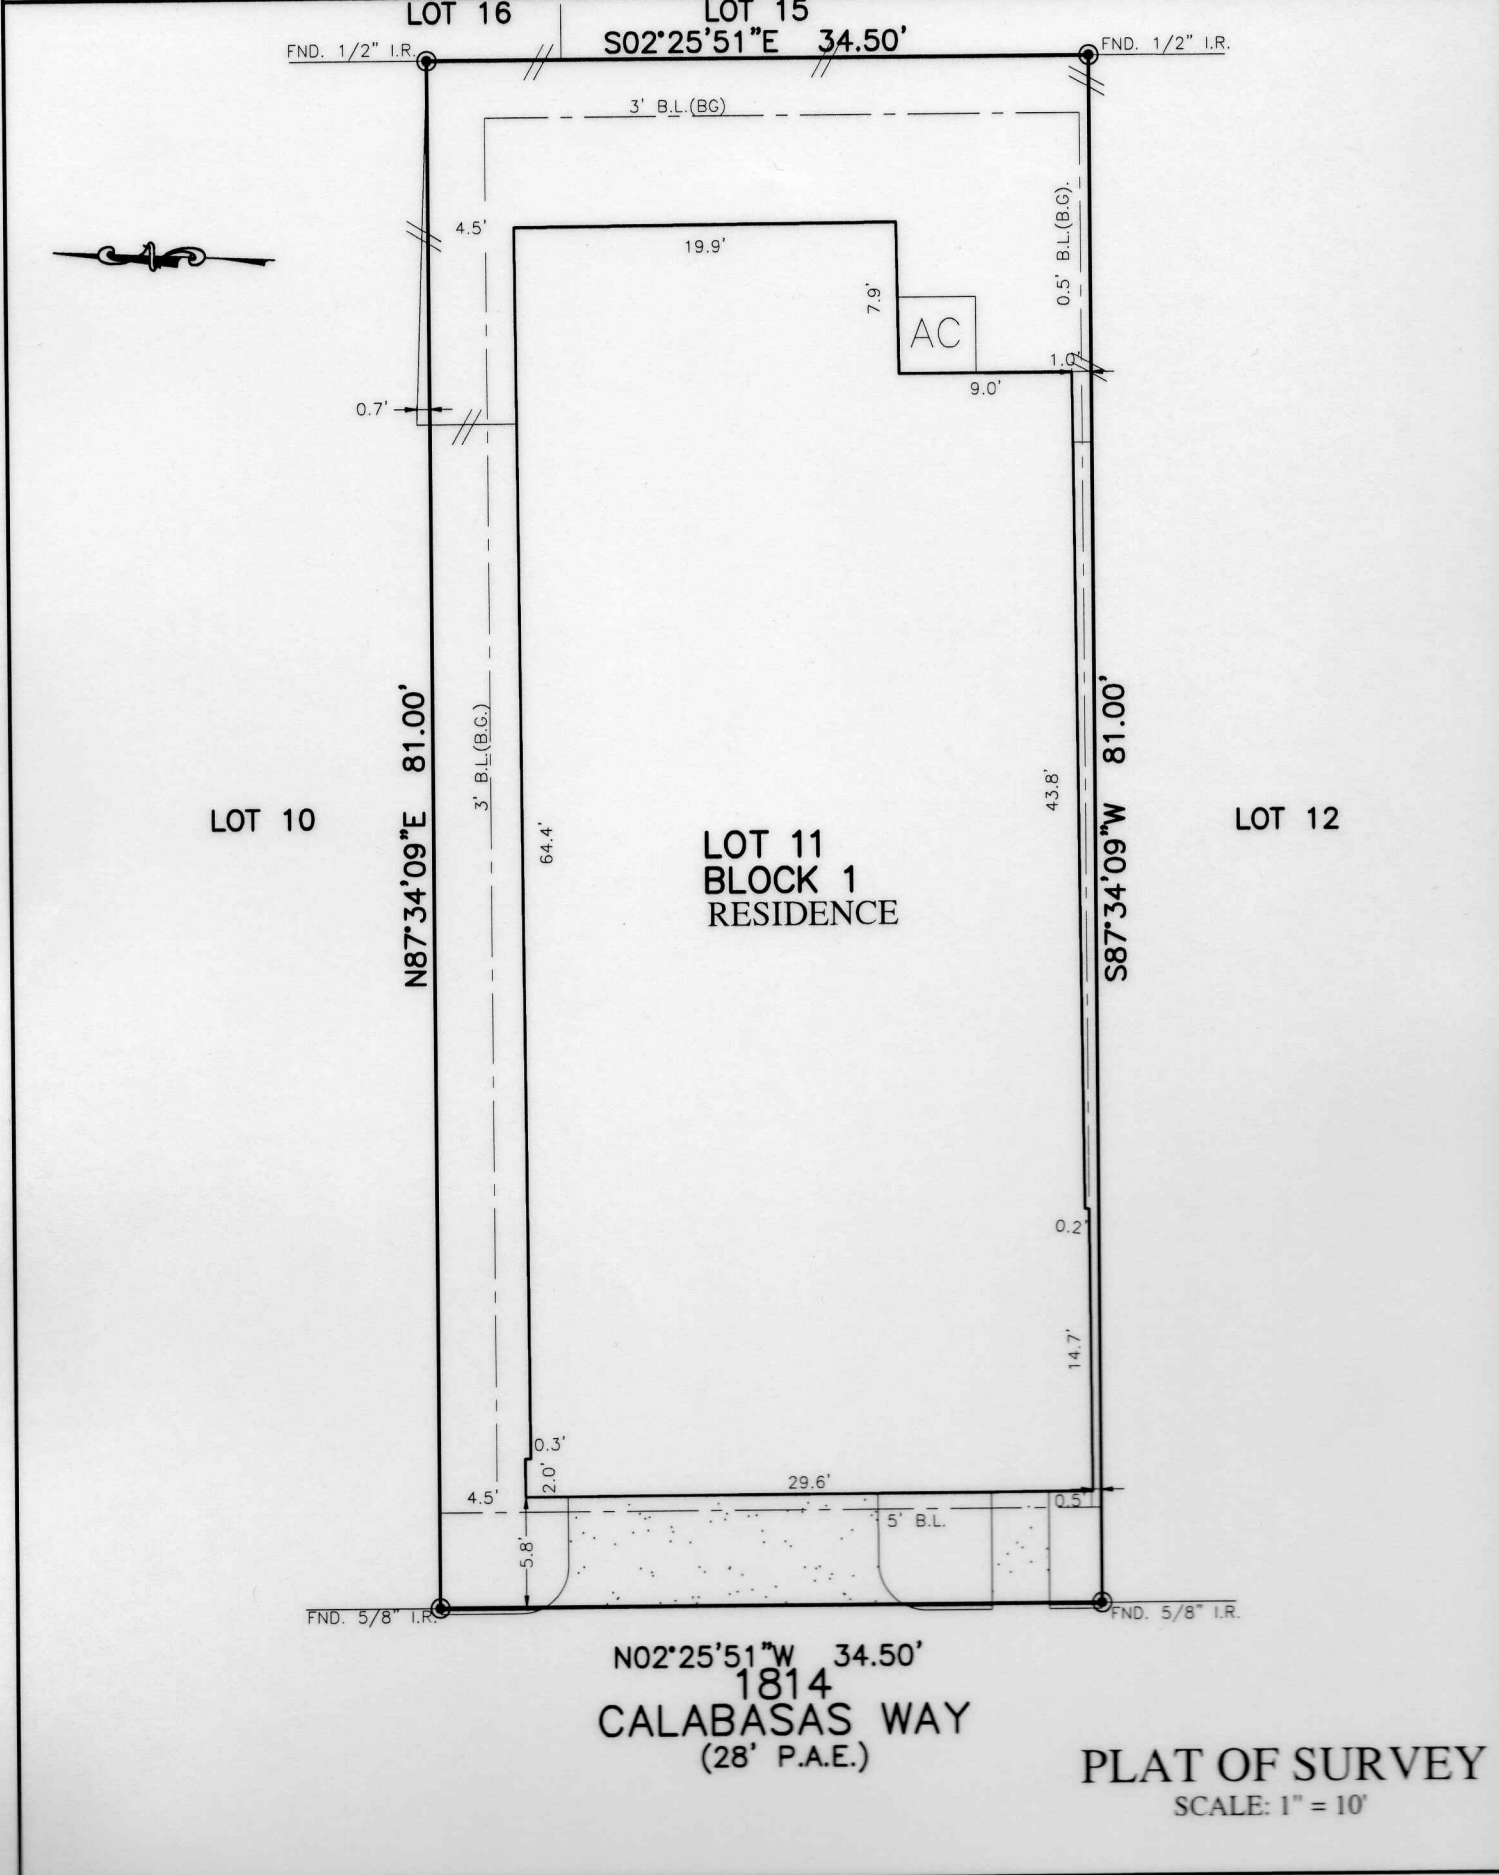 LOT 16
LOT 15
S02°25'51"E 34.50'
FND. 1/2" I.R.
FND. 1/2" I.R.
3' B.L.(BG)
0.5' B.L.(B.G).
4.5'
19.9'
7.9'
AC
1.0'
9.0'
0.7'
N87°34'09"E 81.00'
3' B.L.(B.G.)
64.4'
43.8'
S87°34'09"W 81.00'
LOT 10
LOT 12
LOT 11
BLOCK 1
RESIDENCE
0.2'
14.7'
0.3'
2.0'
29.6'
4.5'
0.5'
5' B.L.
5.8'
FND. 5/8" I.R.
FND. 5/8" I.R.
N02°25'51"W 34.50'
1814
CALABASAS WAY
(28' P.A.E.)
PLAT OF SURVEY
SCALE: 1" = 10'